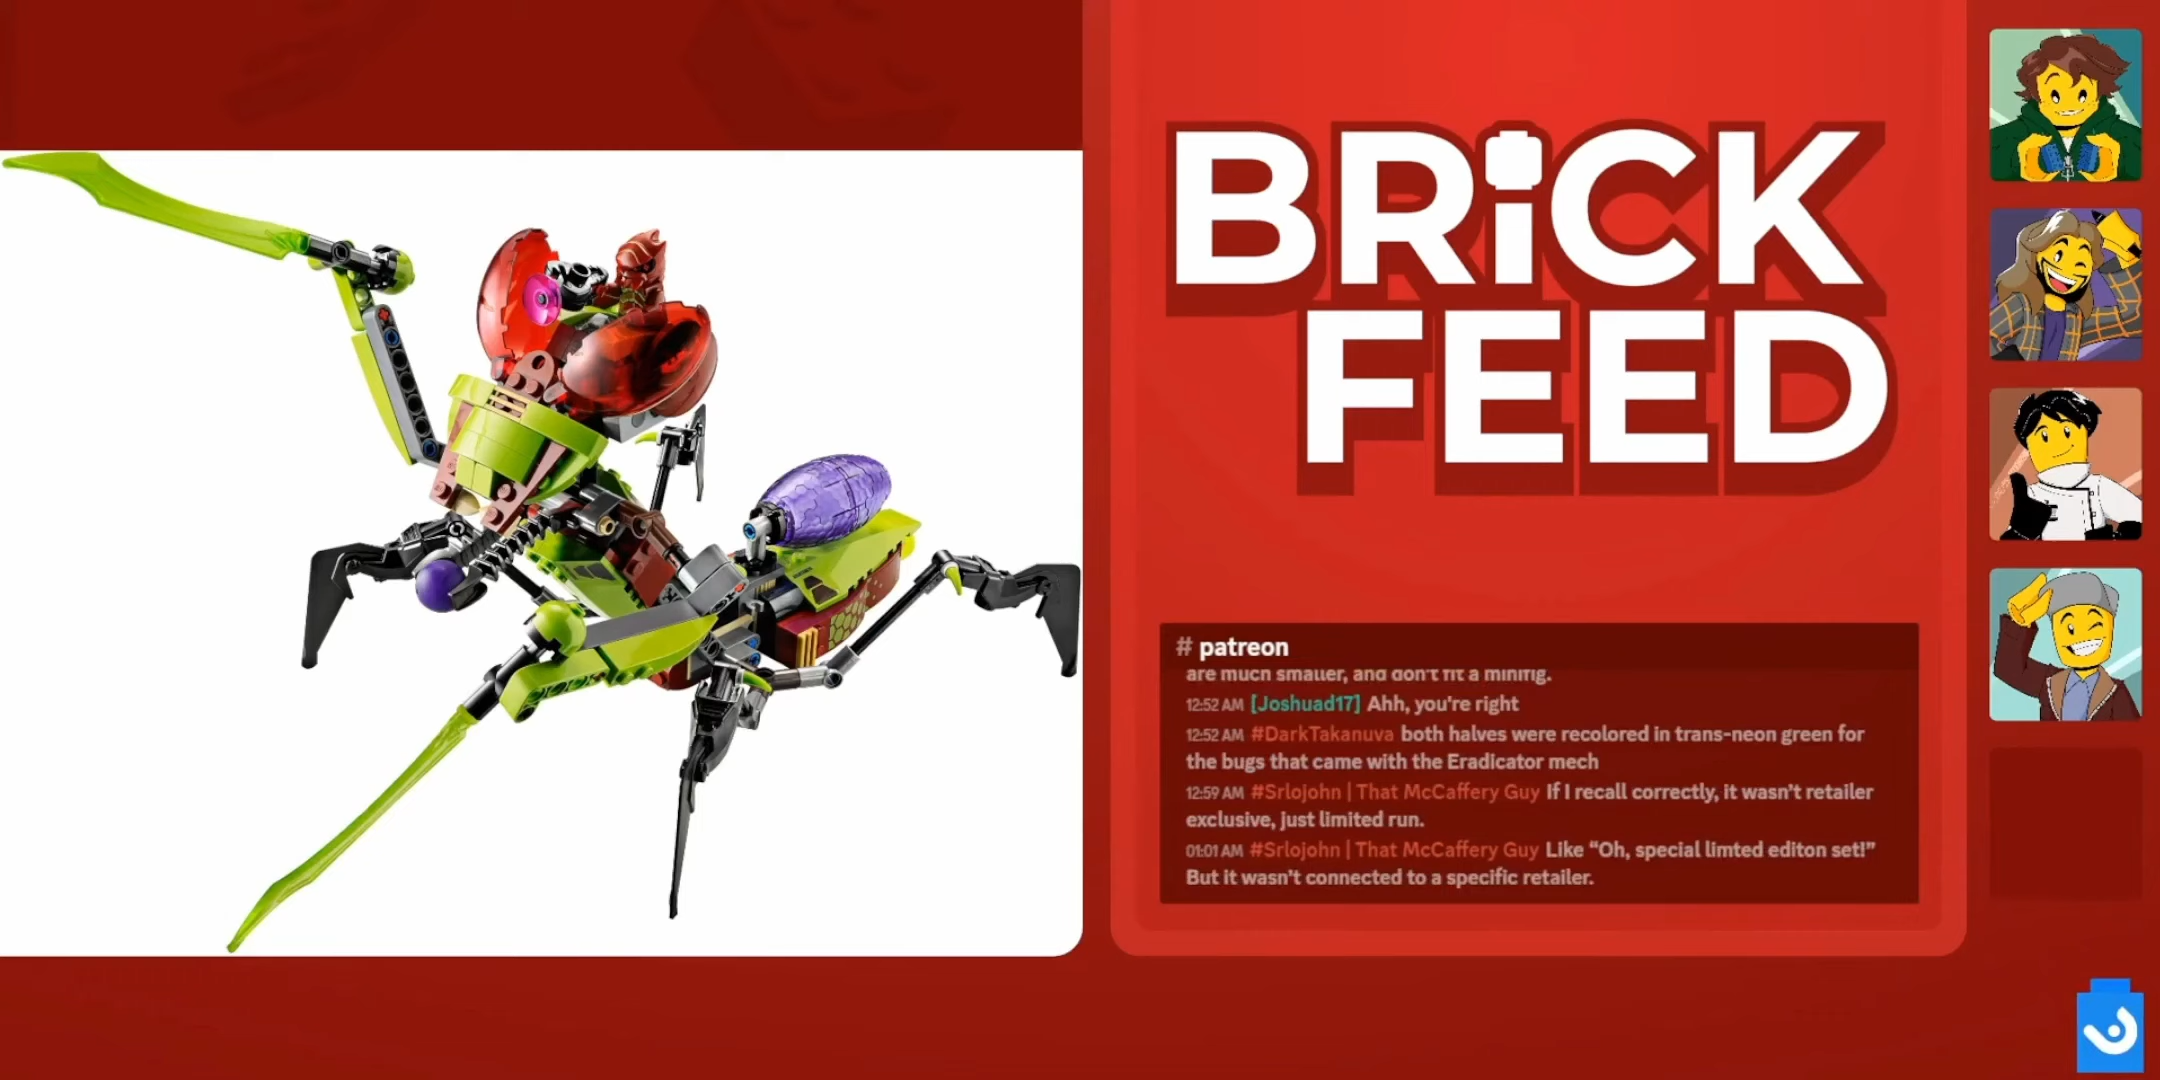 BRiCK
FEED
# patreon
are much smaller, and don't fit a minifig.
12:52 AM [Joshuad17] Ahh, you're right
12:52 AM #DarkTakanuva both halves were recolored in trans-neon green for
the bugs that came with the Eradicator mech
12:59 AM #Srlojohn | That McCaffery Guy If I recall correctly, it wasn't retailer
exclusive, just limited run.
01:01 AM #Srlojohn | That McCaffery Guy Like “Oh, special limted editon set!”
But it wasn't connected to a specific retailer.